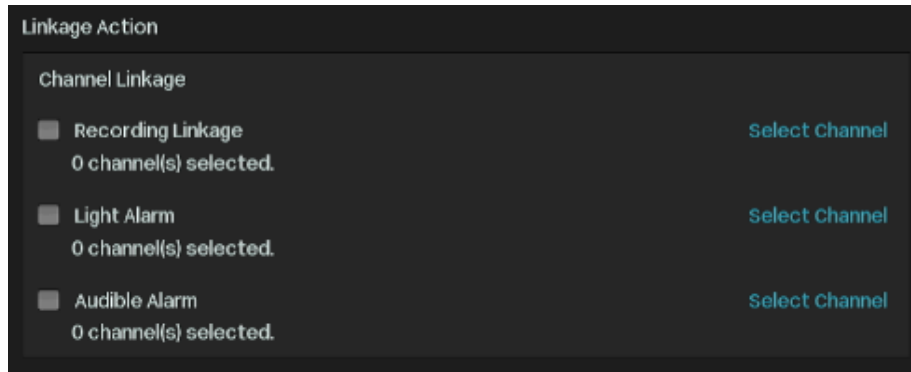 Linkage Action
Channel Linkage
Recording Linkage Select Channel
0 channel(s) selected.
Light Alarm Select Channel
0 channel(s) selected.
Audible Alarm Select Channel
0 channel(s) selected.